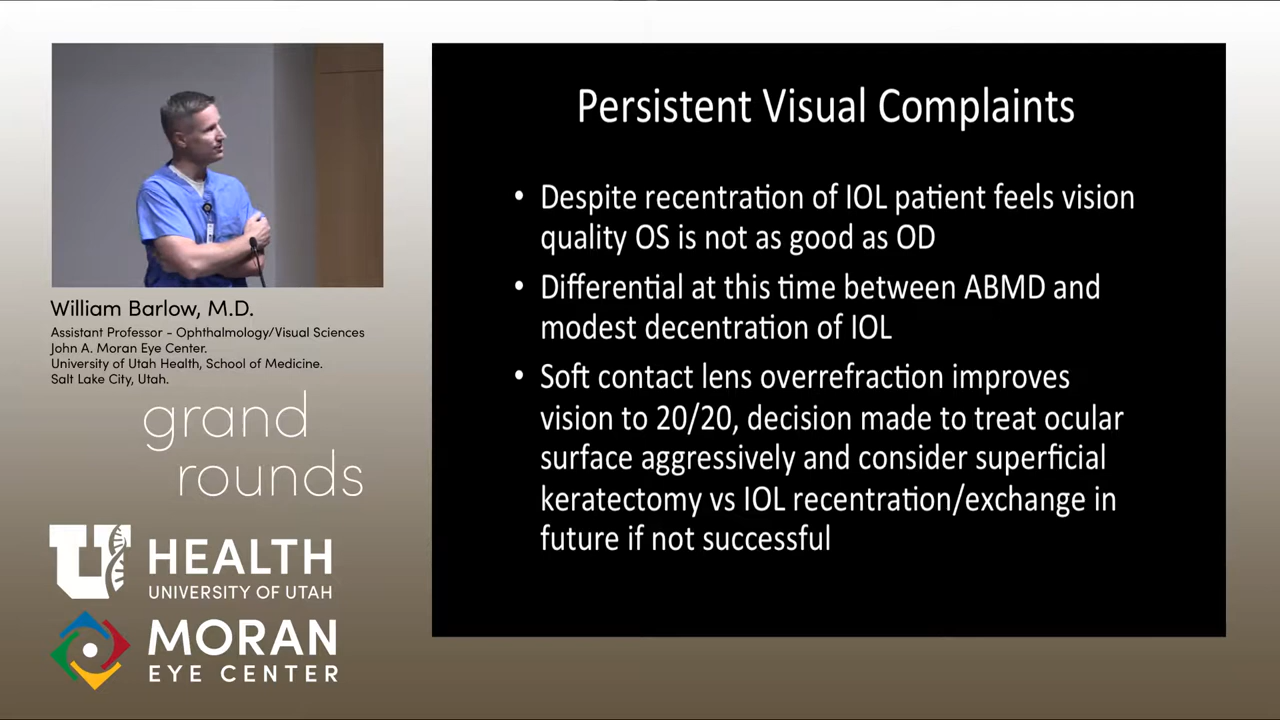 Persistent Visual Complaints
• Despite recentration of IOL patient feels vision
quality OS is not as good as OD
• Differential at this time between ABMD and
modest decentration of IOL
• Soft contact lens overrefraction improves
vision to 20/20, decision made to treat ocular
surface aggressively and consider superficial
keratectomy vs IOL recentration/exchange in
future if not successful
William Barlow, M.D.
Assistant Professor - Ophthalmology/Visual Sciences
John A. Moran Eye Center.
University of Utah Health, School of Medicine.
Salt Lake City, Utah.
grand
rounds
U HEALTH
UNIVERSITY OF UTAH
MORAN
EYE CENTER